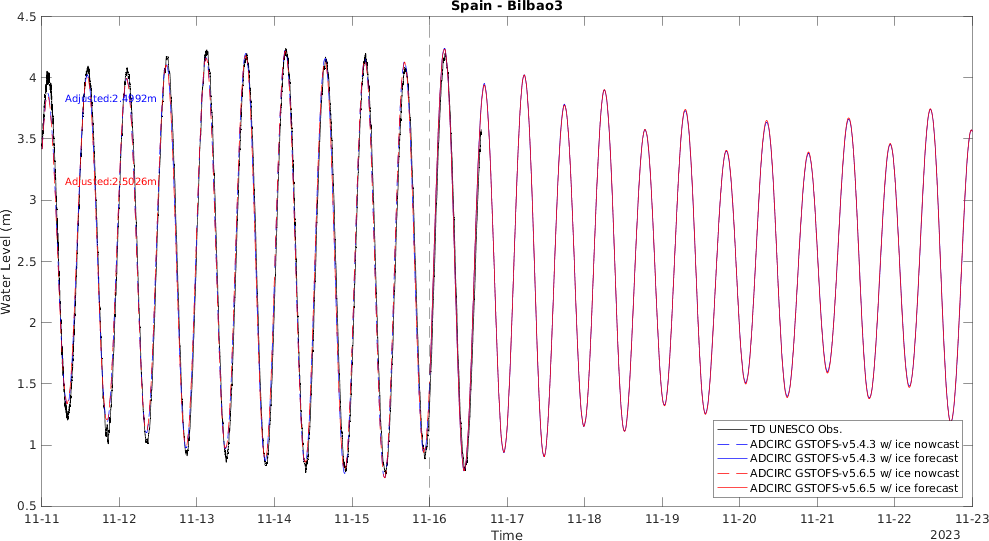 Spain - Bilbao3
4.5
4
3.5
3
2.5
2
1.5
1
0.5
Water Level (m)
Adjusted:2.4992m
Adjusted:2.5026m
TD UNESCO Obs.
ADCIRC GSTOFS-v5.4.3 w/ ice nowcast
ADCIRC GSTOFS-v5.4.3 w/ ice forecast
ADCIRC GSTOFS-v5.6.5 w/ ice nowcast
ADCIRC GSTOFS-v5.6.5 w/ ice forecast
11-11 11-12 11-13 11-14 11-15 11-16 11-17 11-18 11-19 11-20 11-21 11-22 11-23
Time
2023